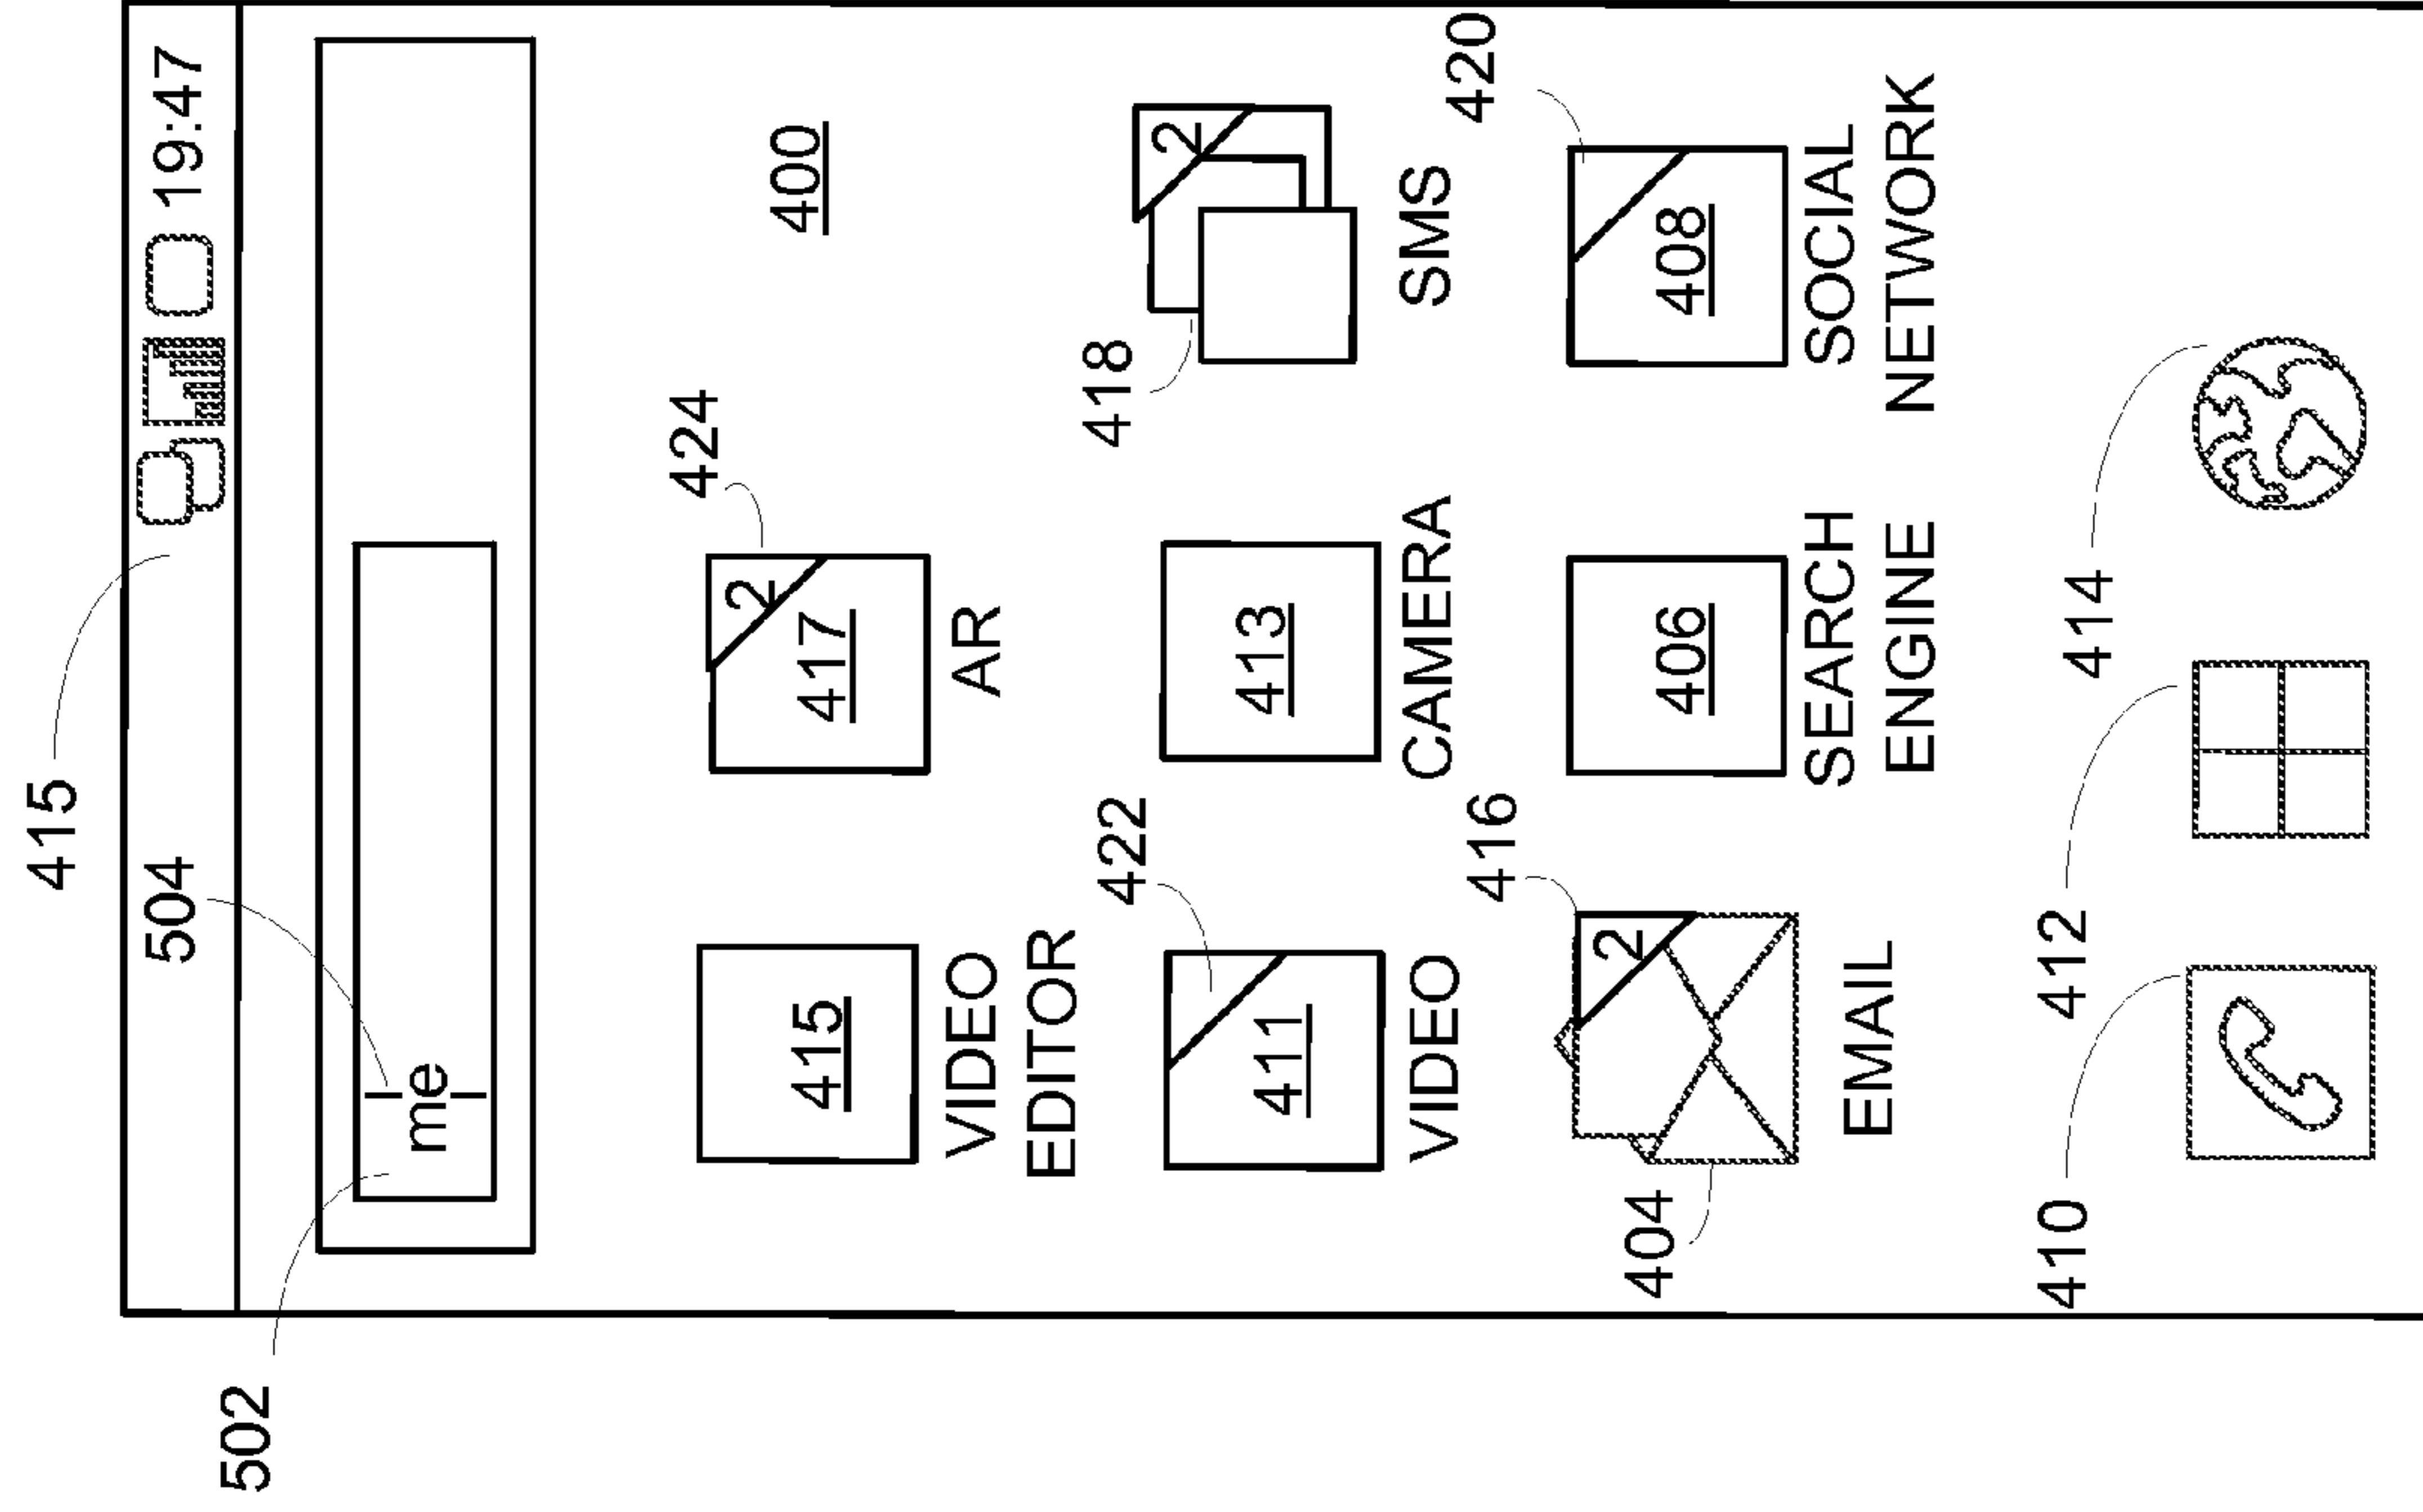 415
504
19:47
502
me
424
400
415
417
VIDEO
EDITOR
AR
422
418
2
2
411
413
VIDEO
CAMERA
SMS
416
420
404
2
406
408
EMAIL
SEARCH
ENGINE
SOCIAL
NETWORK
410
412
414